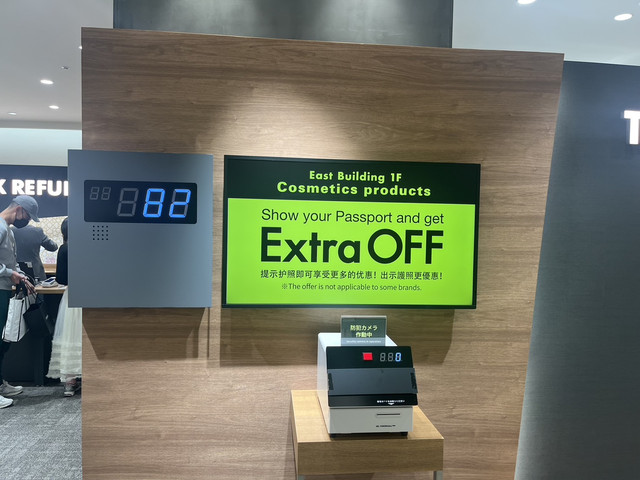 X REFU
82
East Building 1F
Cosmetics products
Show your Passport and get
Extra OFF
提示护照即可享受更多的优惠！出示護照更優惠！
※The offer is not applicable to some brands.
T
防犯カメラ
作動中